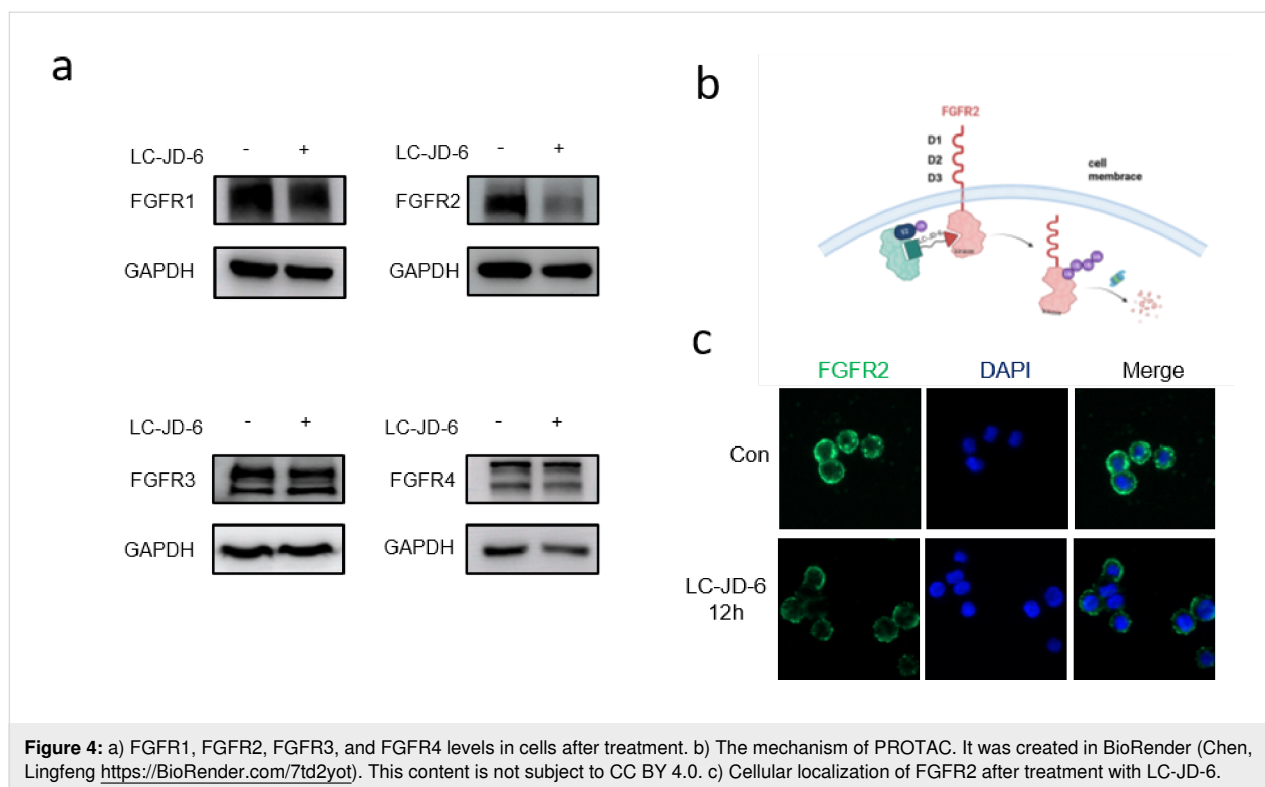 a
LC-JD-6 - +
FGFR1
GAPDH
LC-JD-6 - +
FGFR2
GAPDH
LC-JD-6 - +
FGFR3
GAPDH
LC-JD-6 - +
FGFR4
GAPDH
b
FGFR2
D1
D2
D3
cell
membrace
LC-JD-6
c
FGFR2 DAPI Merge
Con
LC-JD-6
12h
Figure 4: a) FGFR1, FGFR2, FGFR3, and FGFR4 levels in cells after treatment. b) The mechanism of PROTAC. It was created in BioRender (Chen,
Lingfeng https://BioRender.com/7td2yot). This content is not subject to CC BY 4.0. c) Cellular localization of FGFR2 after treatment with LC-JD-6.